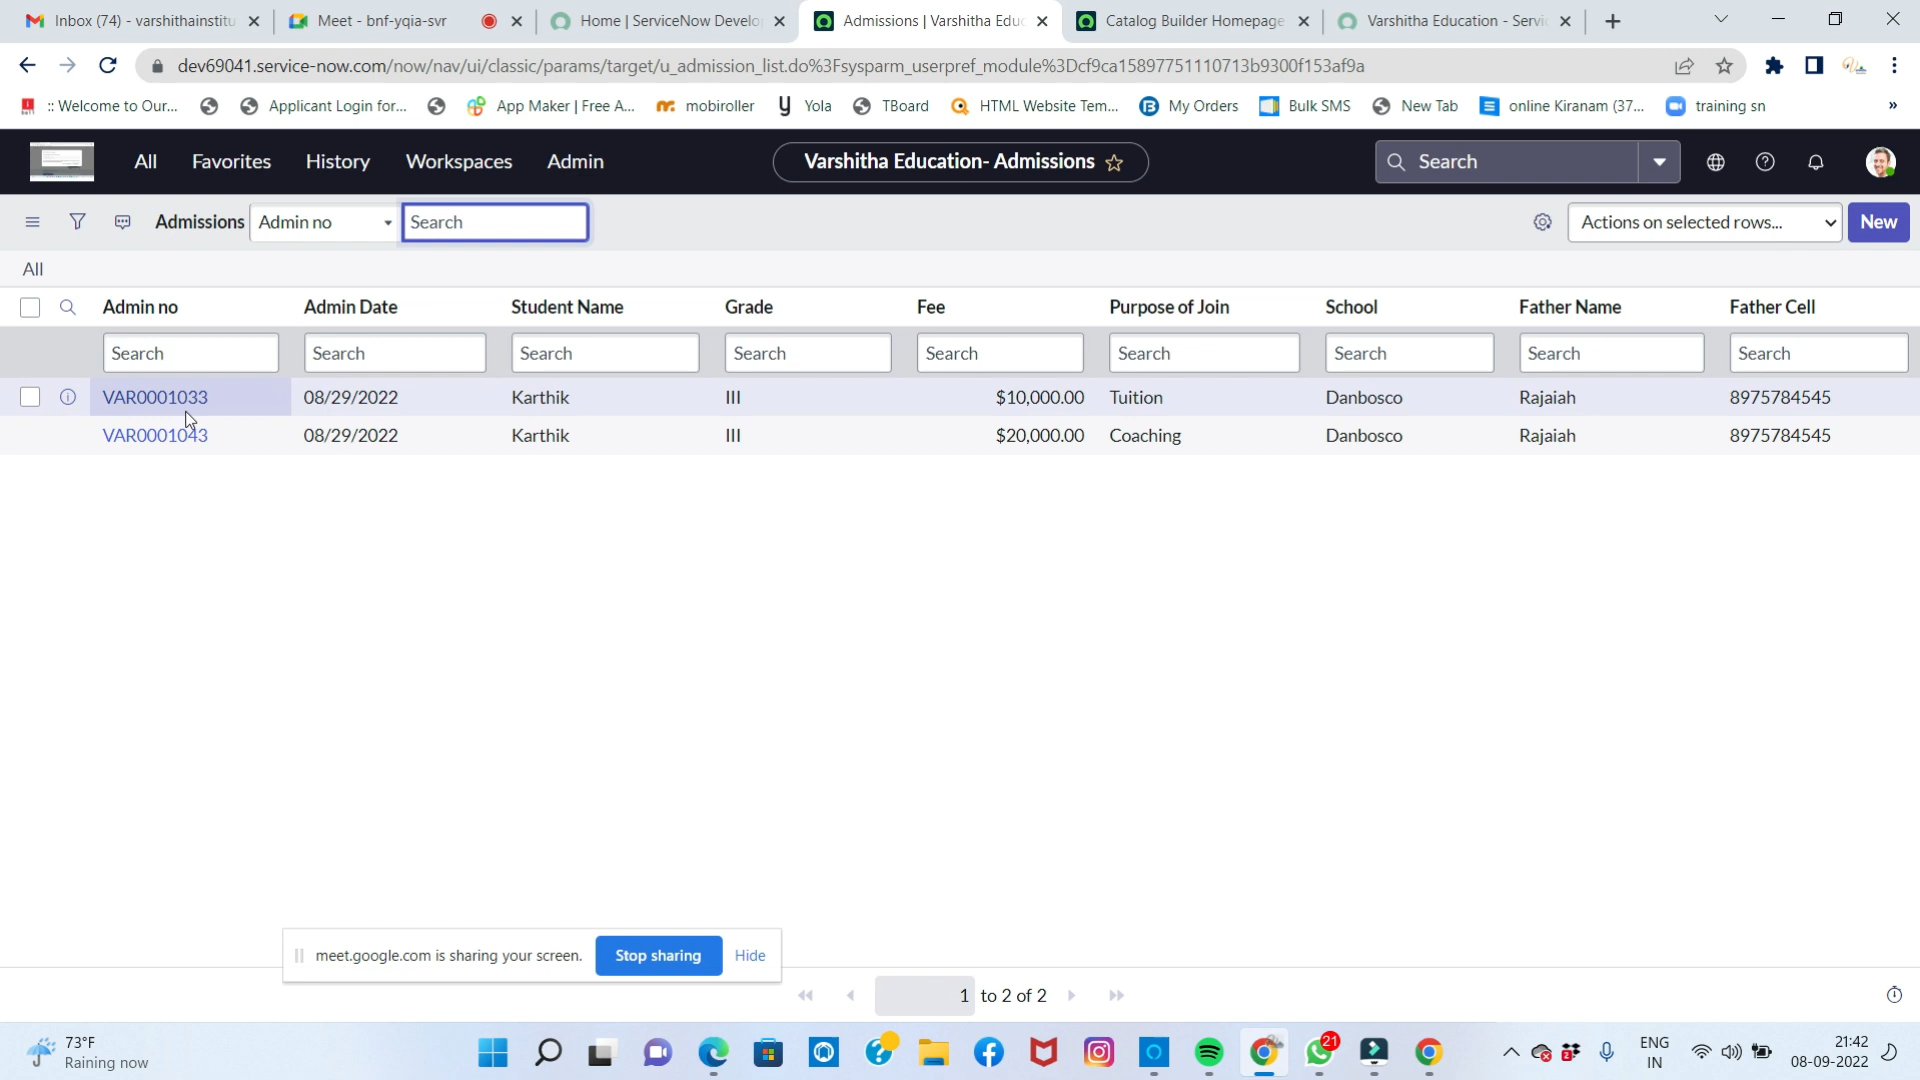 Inbox (74) - varshithainstitu
Meet - bnf-yqia-svr
Home | ServiceNow Develo
Admissions | Varshitha Educ
Catalog Builder Homepage
Varshitha Education - Servic
dev69041.service-now.com/now/nav/ui/classic/params/target/u_admission_list.do%3Fsysparm_userpref_module%3Dcf9ca15897751110713b9300f153af9a
:: Welcome to Our...
Applicant Login for...
App Maker | Free A...
mobiroller
Yola
TBoard
HTML Website Tem...
My Orders
Bulk SMS
New Tab
online Kiranam (37...
training sn
»
All Favorites History Workspaces Admin
Varshitha Education- Admissions
Search
Admissions Admin no Search
Actions on selected rows... New
All
Admin no Admin Date Student Name Grade Fee Purpose of Join School Father Name Father Cell
Search Search Search Search Search Search Search Search Search
VAR0001033 08/29/2022 Karthik III $10,000.00 Tuition Danbosco Rajaiah 8975784545
VAR0001043 08/29/2022 Karthik III $20,000.00 Coaching Danbosco Rajaiah 8975784545
meet.google.com is sharing your screen. Stop sharing Hide
1 to 2 of 2
73°F
Raining now
21
ENG
IN
21:42
08-09-2022